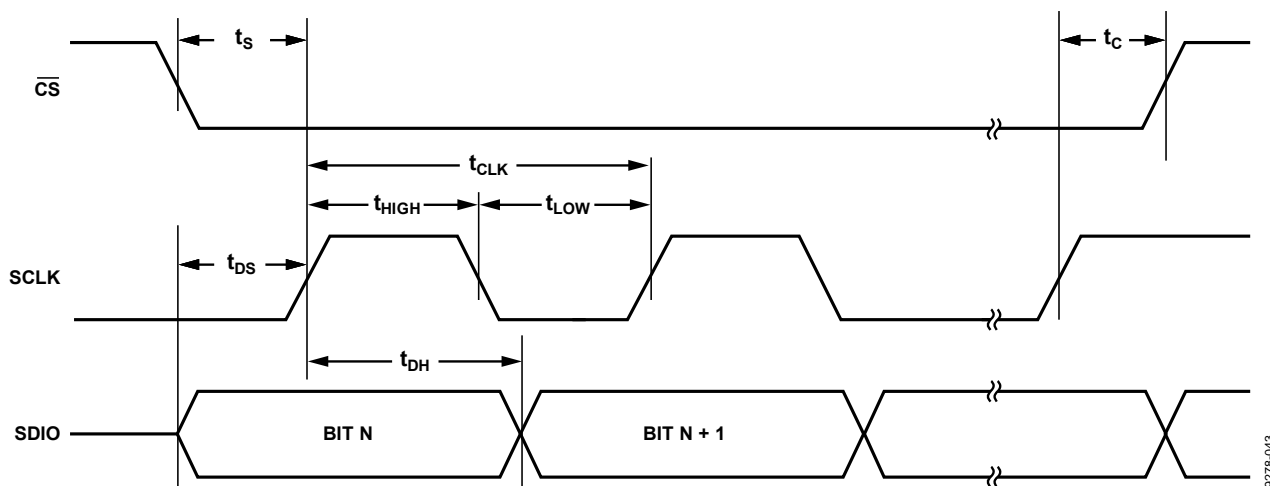 tS
tC
CS
tCLK
tHIGH
tLOW
tDS
SCLK
tDH
SDIO
BIT N
BIT N + 1